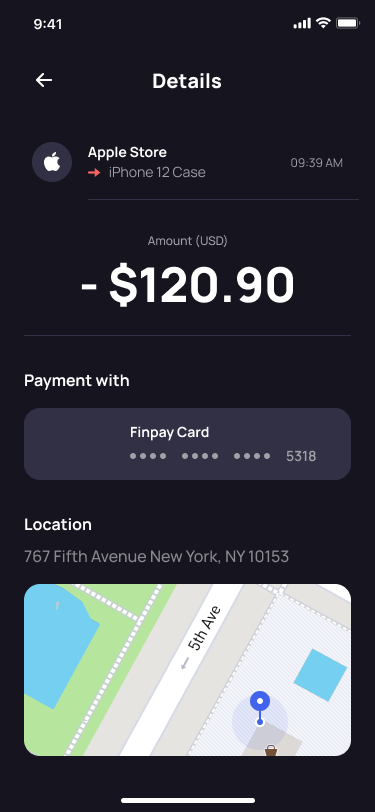 9:41
Details
Apple Store
iPhone 12 Case
09:39 AM
Amount (USD)
- $120.90
Payment with
Finpay Card
•••• •••• •••• 5318
Location
767 Fifth Avenue New York, NY 10153
5th Ave